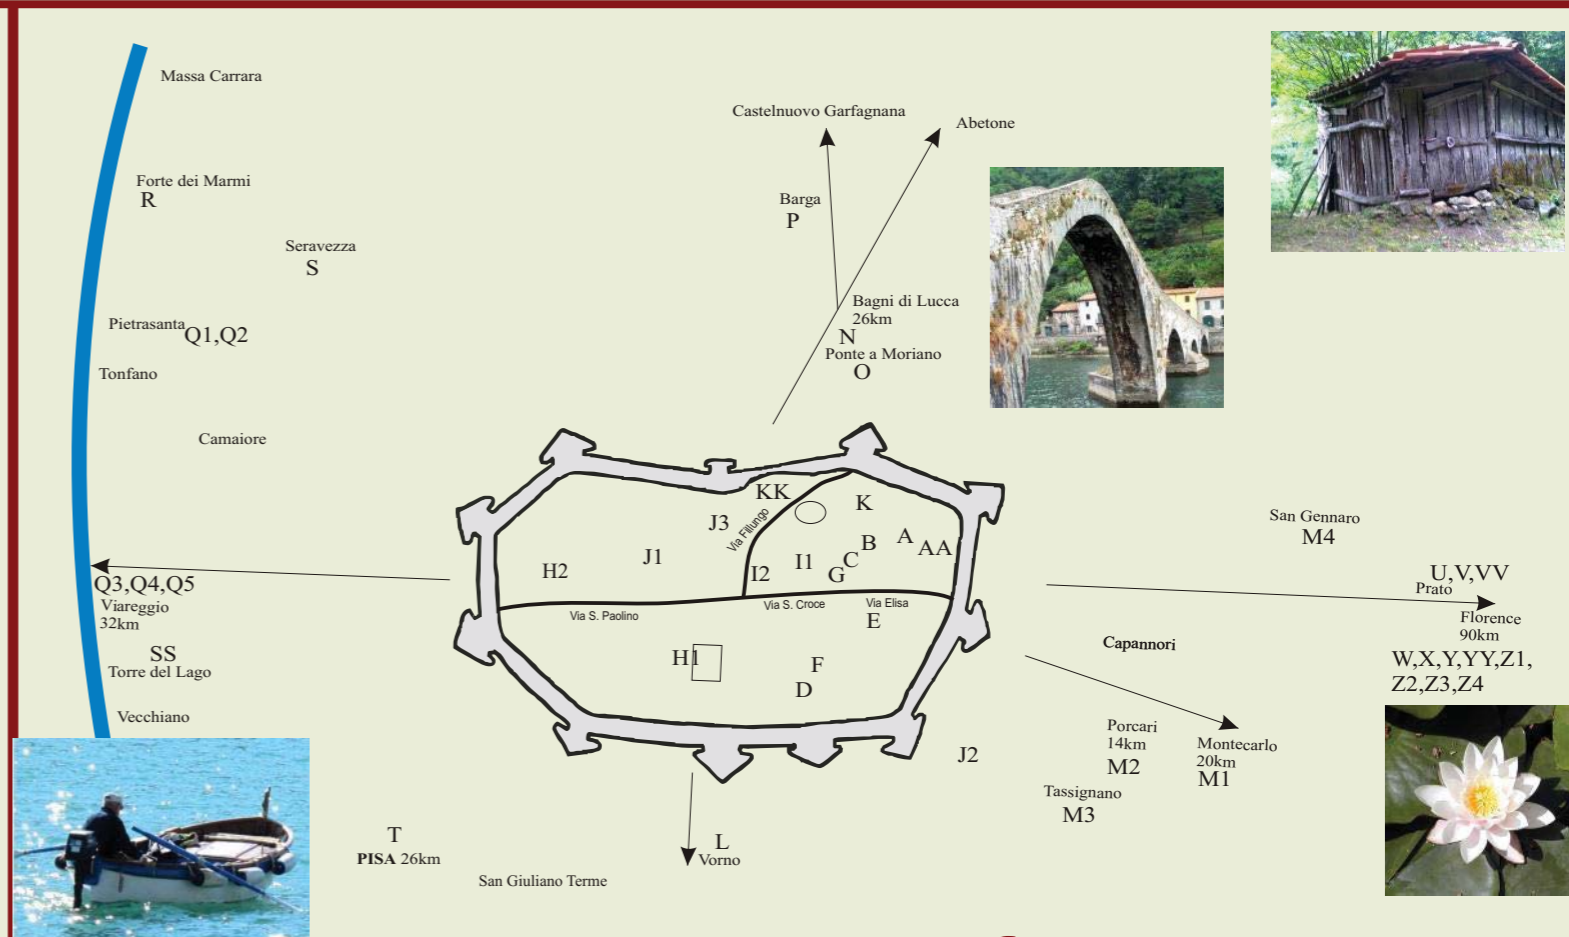 Massa Carrara
Forte dei Marmi
R
Seravezza
S
Pietrasanta
Q1,Q2
Tonfano
Camaiore
Q3,Q4,Q5
Viareggio
32km
SS
Torre del Lago
Vecchiano
T
PISA 26km
San Giuliano Terme
Castelnuovo Garfagnana
Abetone
Barga
P
Bagni di Lucca
26km
N
Ponte a Moriano
O
KK
K
J3
Via Fillungo
B
A
AA
J1
I1
C
H2
I2
G
Via S. Paolino
Via S. Croce
Via Elisa
E
H1
F
D
J2
L
Vorno
San Gennaro
M4
U,V,VV
Prato
Florence
90km
Capannori
W,X,Y,YY,Z1,
Z2,Z3,Z4
Porcari
14km
M2
Montecarlo
20km
M1
Tassignano
M3